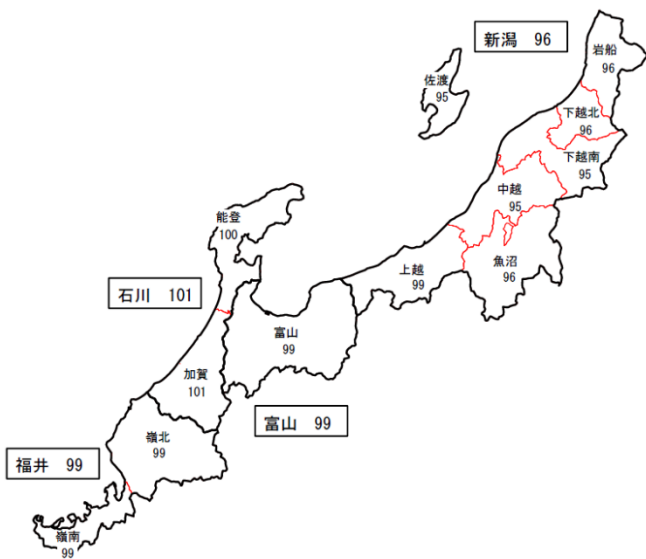 新潟 96
岩船
96
佐渡
95
下越北
96
下越南
95
中越
95
能登
100
上越
99
魚沼
96
石川 101
富山
99
加賀
101
富山 99
嶺北
99
福井 99
嶺南
99